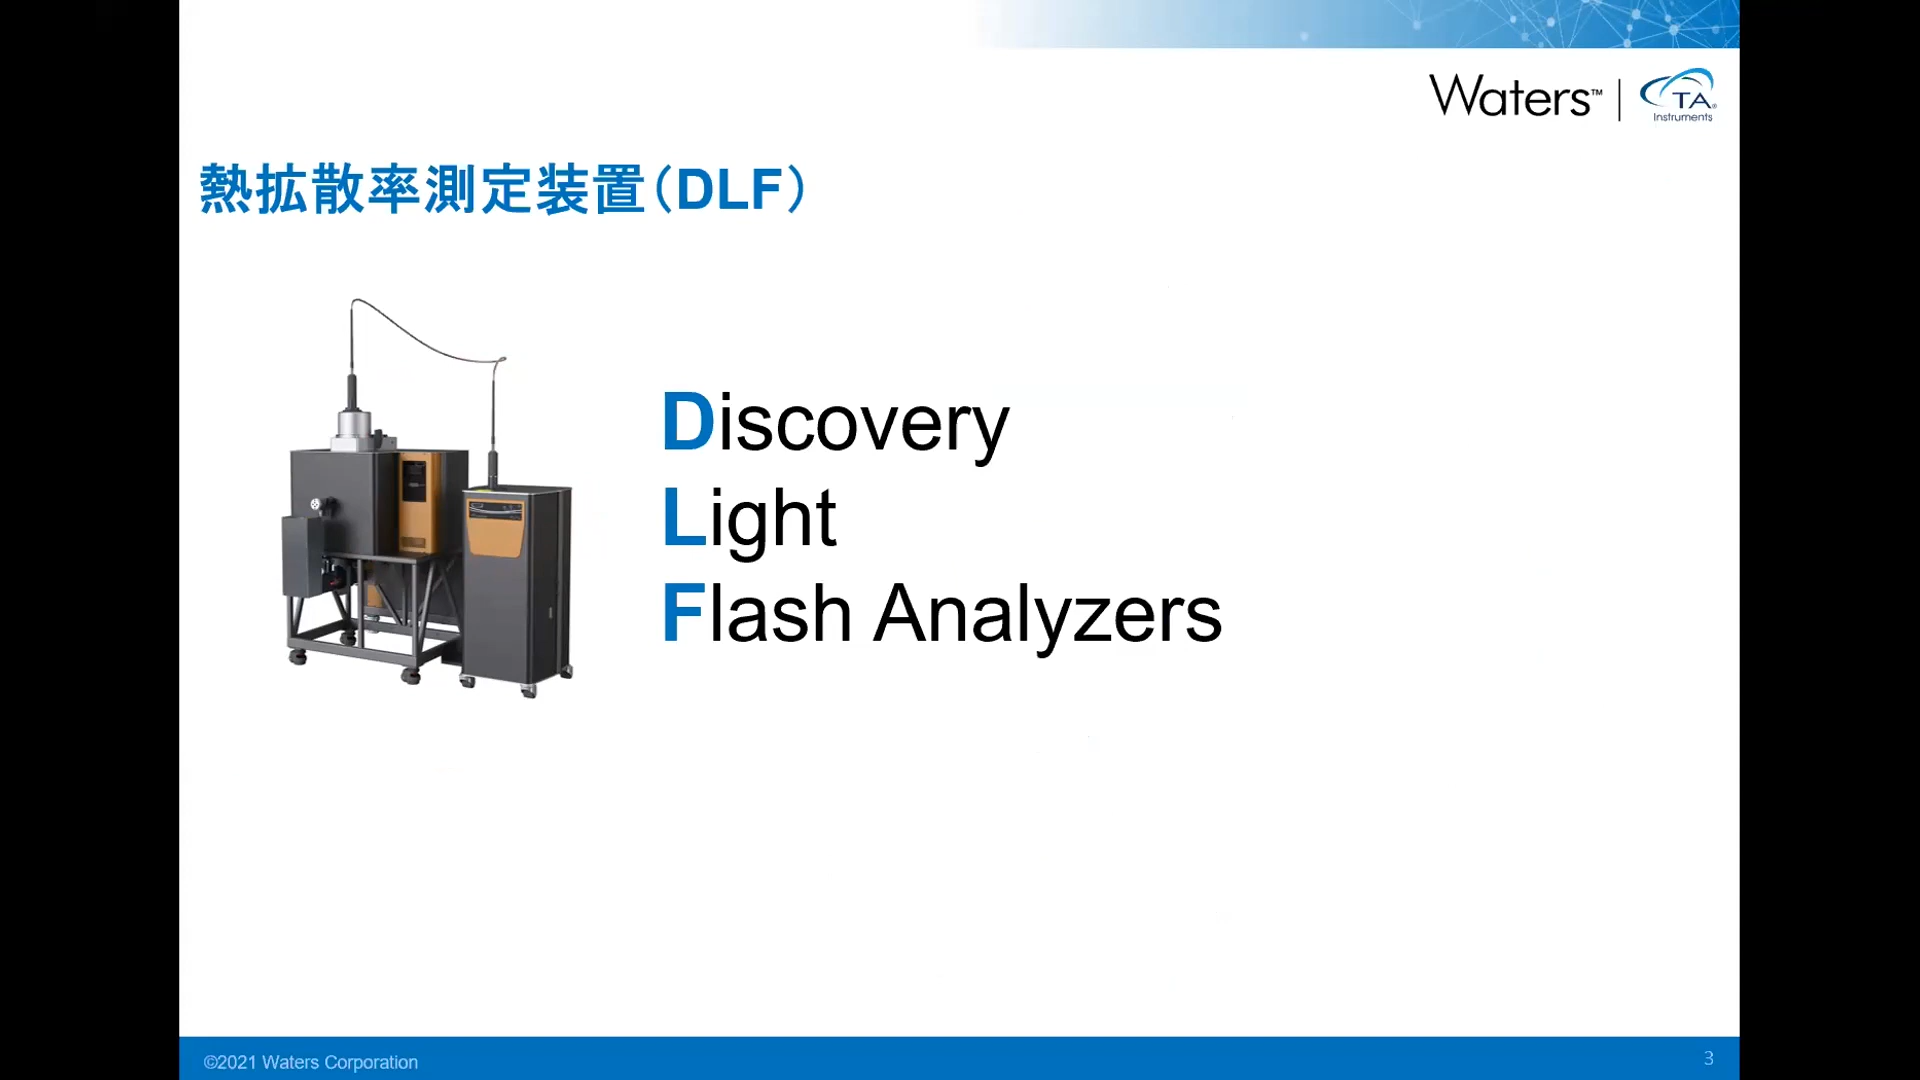 Waters™ | TA® Instruments
熱拡散率測定装置（DLF）
Discovery
Light
Flash Analyzers
©2021 Waters Corporation
3